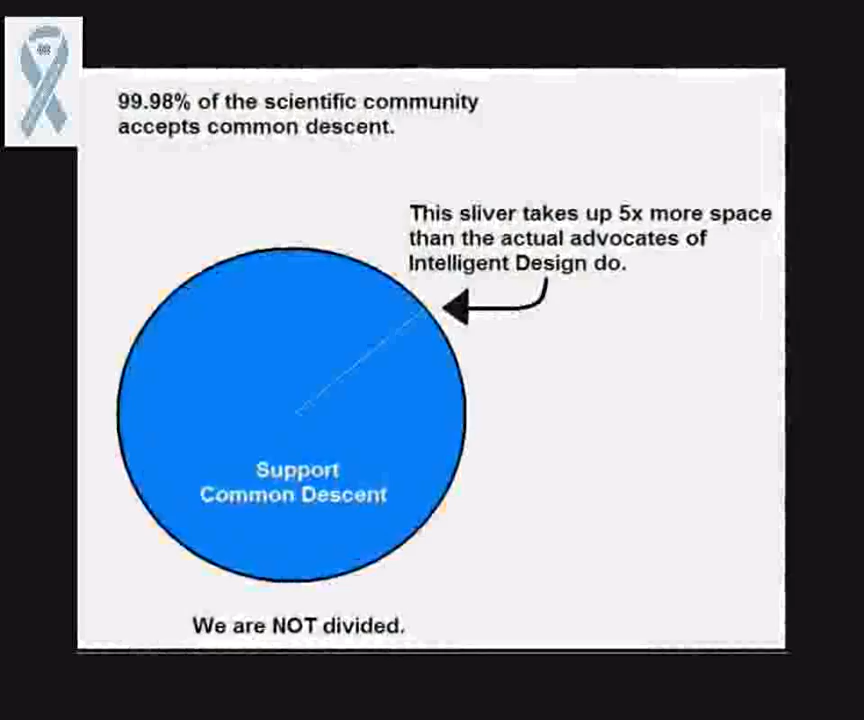 99.98% of the scientific community
accepts common descent.
This sliver takes up 5x more space
than the actual advocates of
Intelligent Design do.
Support
Common Descent
We are NOT divided.